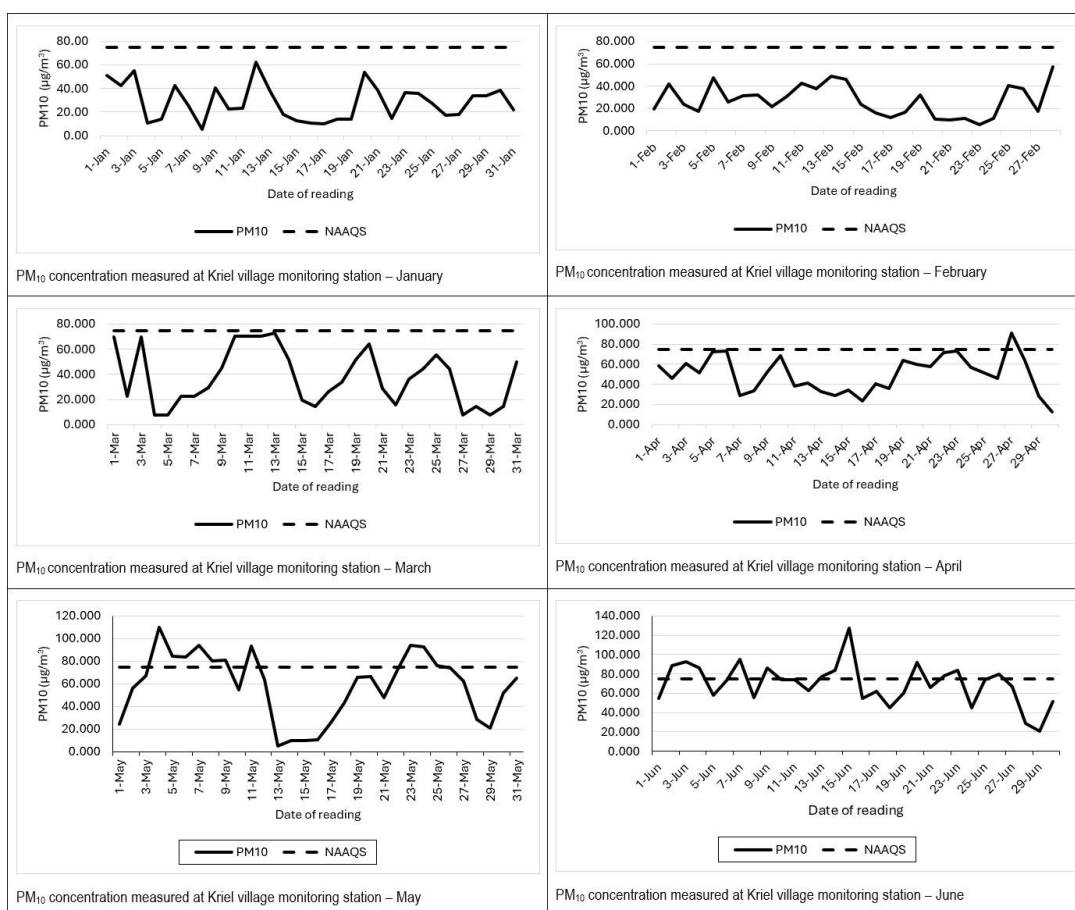 80.00
60.00
40.00
20.00
0.00
PM10 (µg/m³)
1-Jan
3-Jan
5-Jan
7-Jan
9-Jan
11-Jan
13-Jan
15-Jan
17-Jan
19-Jan
21-Jan
23-Jan
25-Jan
27-Jan
29-Jan
31-Jan
Date of reading
PM10 NAAQS
PM₁₀ concentration measured at Kriel village monitoring station – January
80.000
60.000
40.000
20.000
0.000
PM10 (µg/m³)
1-Feb
3-Feb
5-Feb
7-Feb
9-Feb
11-Feb
13-Feb
15-Feb
17-Feb
19-Feb
21-Feb
23-Feb
25-Feb
27-Feb
Date of reading
PM10 NAAQS
PM₁₀ concentration measured at Kriel village monitoring station – February
80.000
60.000
40.000
20.000
0.000
PM10 (µg/m³)
1-Mar
3-Mar
5-Mar
7-Mar
9-Mar
11-Mar
13-Mar
15-Mar
17-Mar
19-Mar
21-Mar
23-Mar
25-Mar
27-Mar
29-Mar
31-Mar
Date of reading
PM10 NAAQS
PM₁₀ concentration measured at Kriel village monitoring station – March
100.000
80.000
60.000
40.000
20.000
0.000
PM10 (µg/m³)
1-Apr
3-Apr
5-Apr
7-Apr
9-Apr
11-Apr
13-Apr
15-Apr
17-Apr
19-Apr
21-Apr
23-Apr
25-Apr
27-Apr
29-Apr
Date of reading
PM10 NAAQS
PM₁₀ concentration measured at Kriel village monitoring station – April
120.000
100.000
80.000
60.000
40.000
20.000
0.000
PM10 (µg/m³)
1-May
3-May
5-May
7-May
9-May
11-May
13-May
15-May
17-May
19-May
21-May
23-May
25-May
27-May
29-May
31-May
Date of reading
PM10 NAAQS
PM₁₀ concentration measured at Kriel village monitoring station – May
140.000
120.000
100.000
80.000
60.000
40.000
20.000
0.000
PM10 (µg/m³)
1-Jun
3-Jun
5-Jun
7-Jun
9-Jun
11-Jun
13-Jun
15-Jun
17-Jun
19-Jun
21-Jun
23-Jun
25-Jun
27-Jun
29-Jun
Date of reading
PM10 NAAQS
PM₁₀ concentration measured at Kriel village monitoring station – June